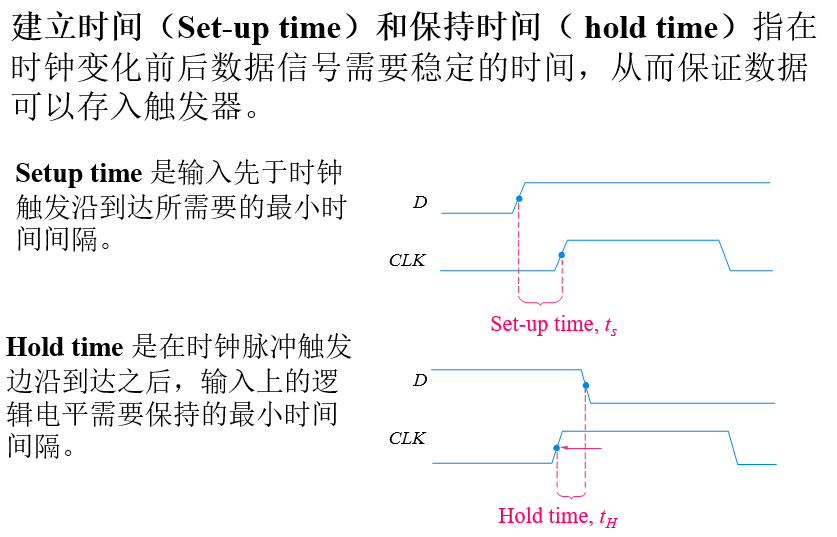 建立时间（Set-up time）和保持时间（ hold time）指在
时钟变化前后数据信号需要稳定的时间，从而保证数据
可以存入触发器。
Setup time 是输入先于时钟
触发沿到达所需要的最小时
间间隔。
D
CLK
Set-up time, ts
Hold time 是在时钟脉冲触发
边沿到达之后，输入上的逻
辑电平需要保持的最小时间
间隔。
D
CLK
Hold time, tH